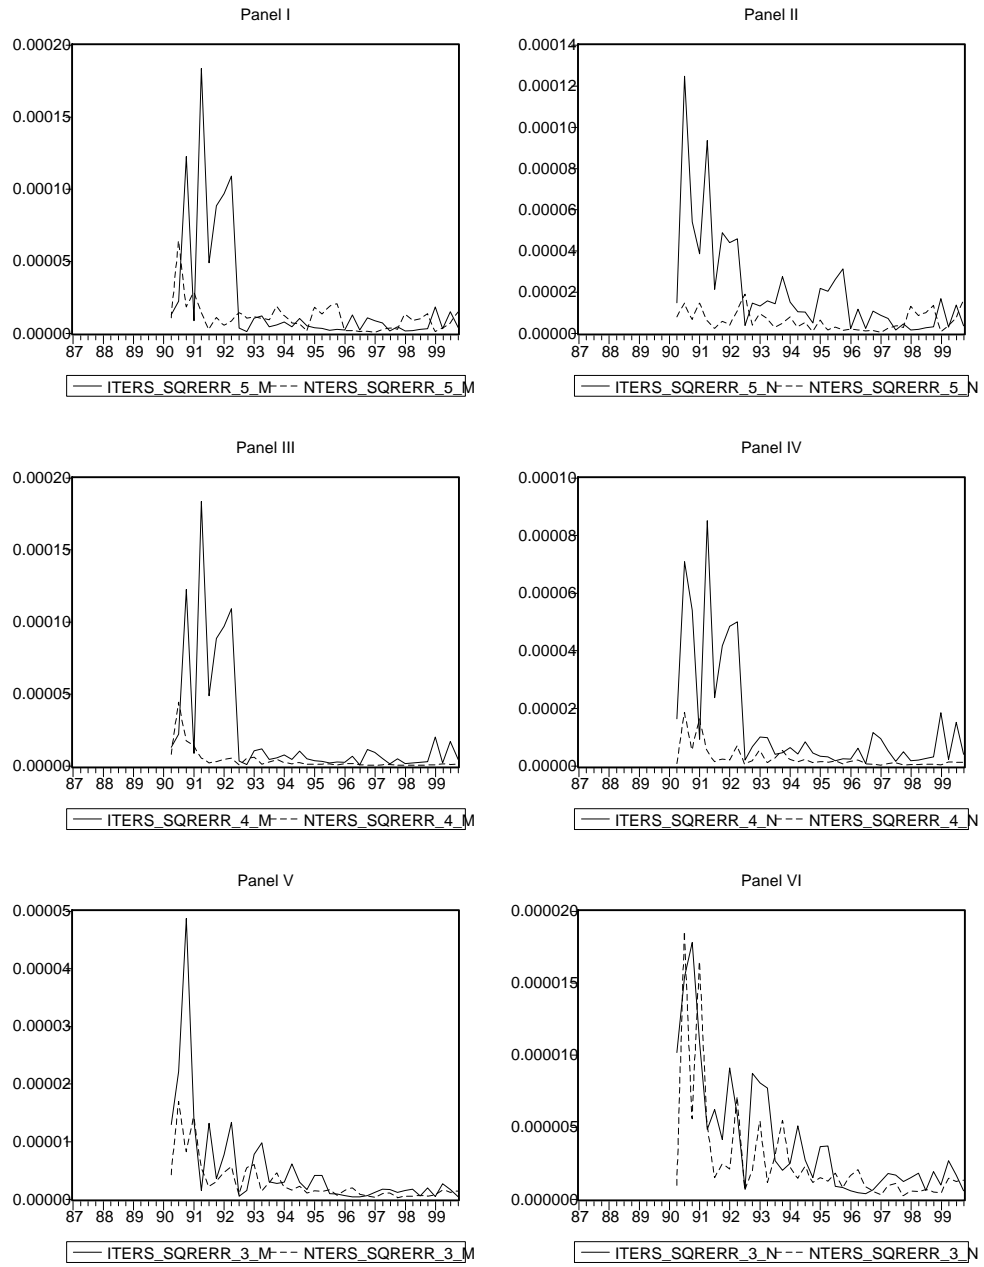 Panel I
0.00020
0.00015
0.00010
0.00005
0.00000
87 88 89 90 91 92 93 94 95 96 97 98 99
ITERS_SQRERR_5_M NTERS_SQRERR_5_M
Panel II
0.00014
0.00012
0.00010
0.00008
0.00006
0.00004
0.00002
0.00000
87 88 89 90 91 92 93 94 95 96 97 98 99
ITERS_SQRERR_5_N NTERS_SQRERR_5_N
Panel III
0.00020
0.00015
0.00010
0.00005
0.00000
87 88 89 90 91 92 93 94 95 96 97 98 99
ITERS_SQRERR_4_M NTERS_SQRERR_4_M
Panel IV
0.00010
0.00008
0.00006
0.00004
0.00002
0.00000
87 88 89 90 91 92 93 94 95 96 97 98 99
ITERS_SQRERR_4_N NTERS_SQRERR_4_N
Panel V
0.00005
0.00004
0.00003
0.00002
0.00001
0.00000
87 88 89 90 91 92 93 94 95 96 97 98 99
ITERS_SQRERR_3_M NTERS_SQRERR_3_M
Panel VI
0.000020
0.000015
0.000010
0.000005
0.000000
87 88 89 90 91 92 93 94 95 96 97 98 99
ITERS_SQRERR_3_N NTERS_SQRERR_3_N